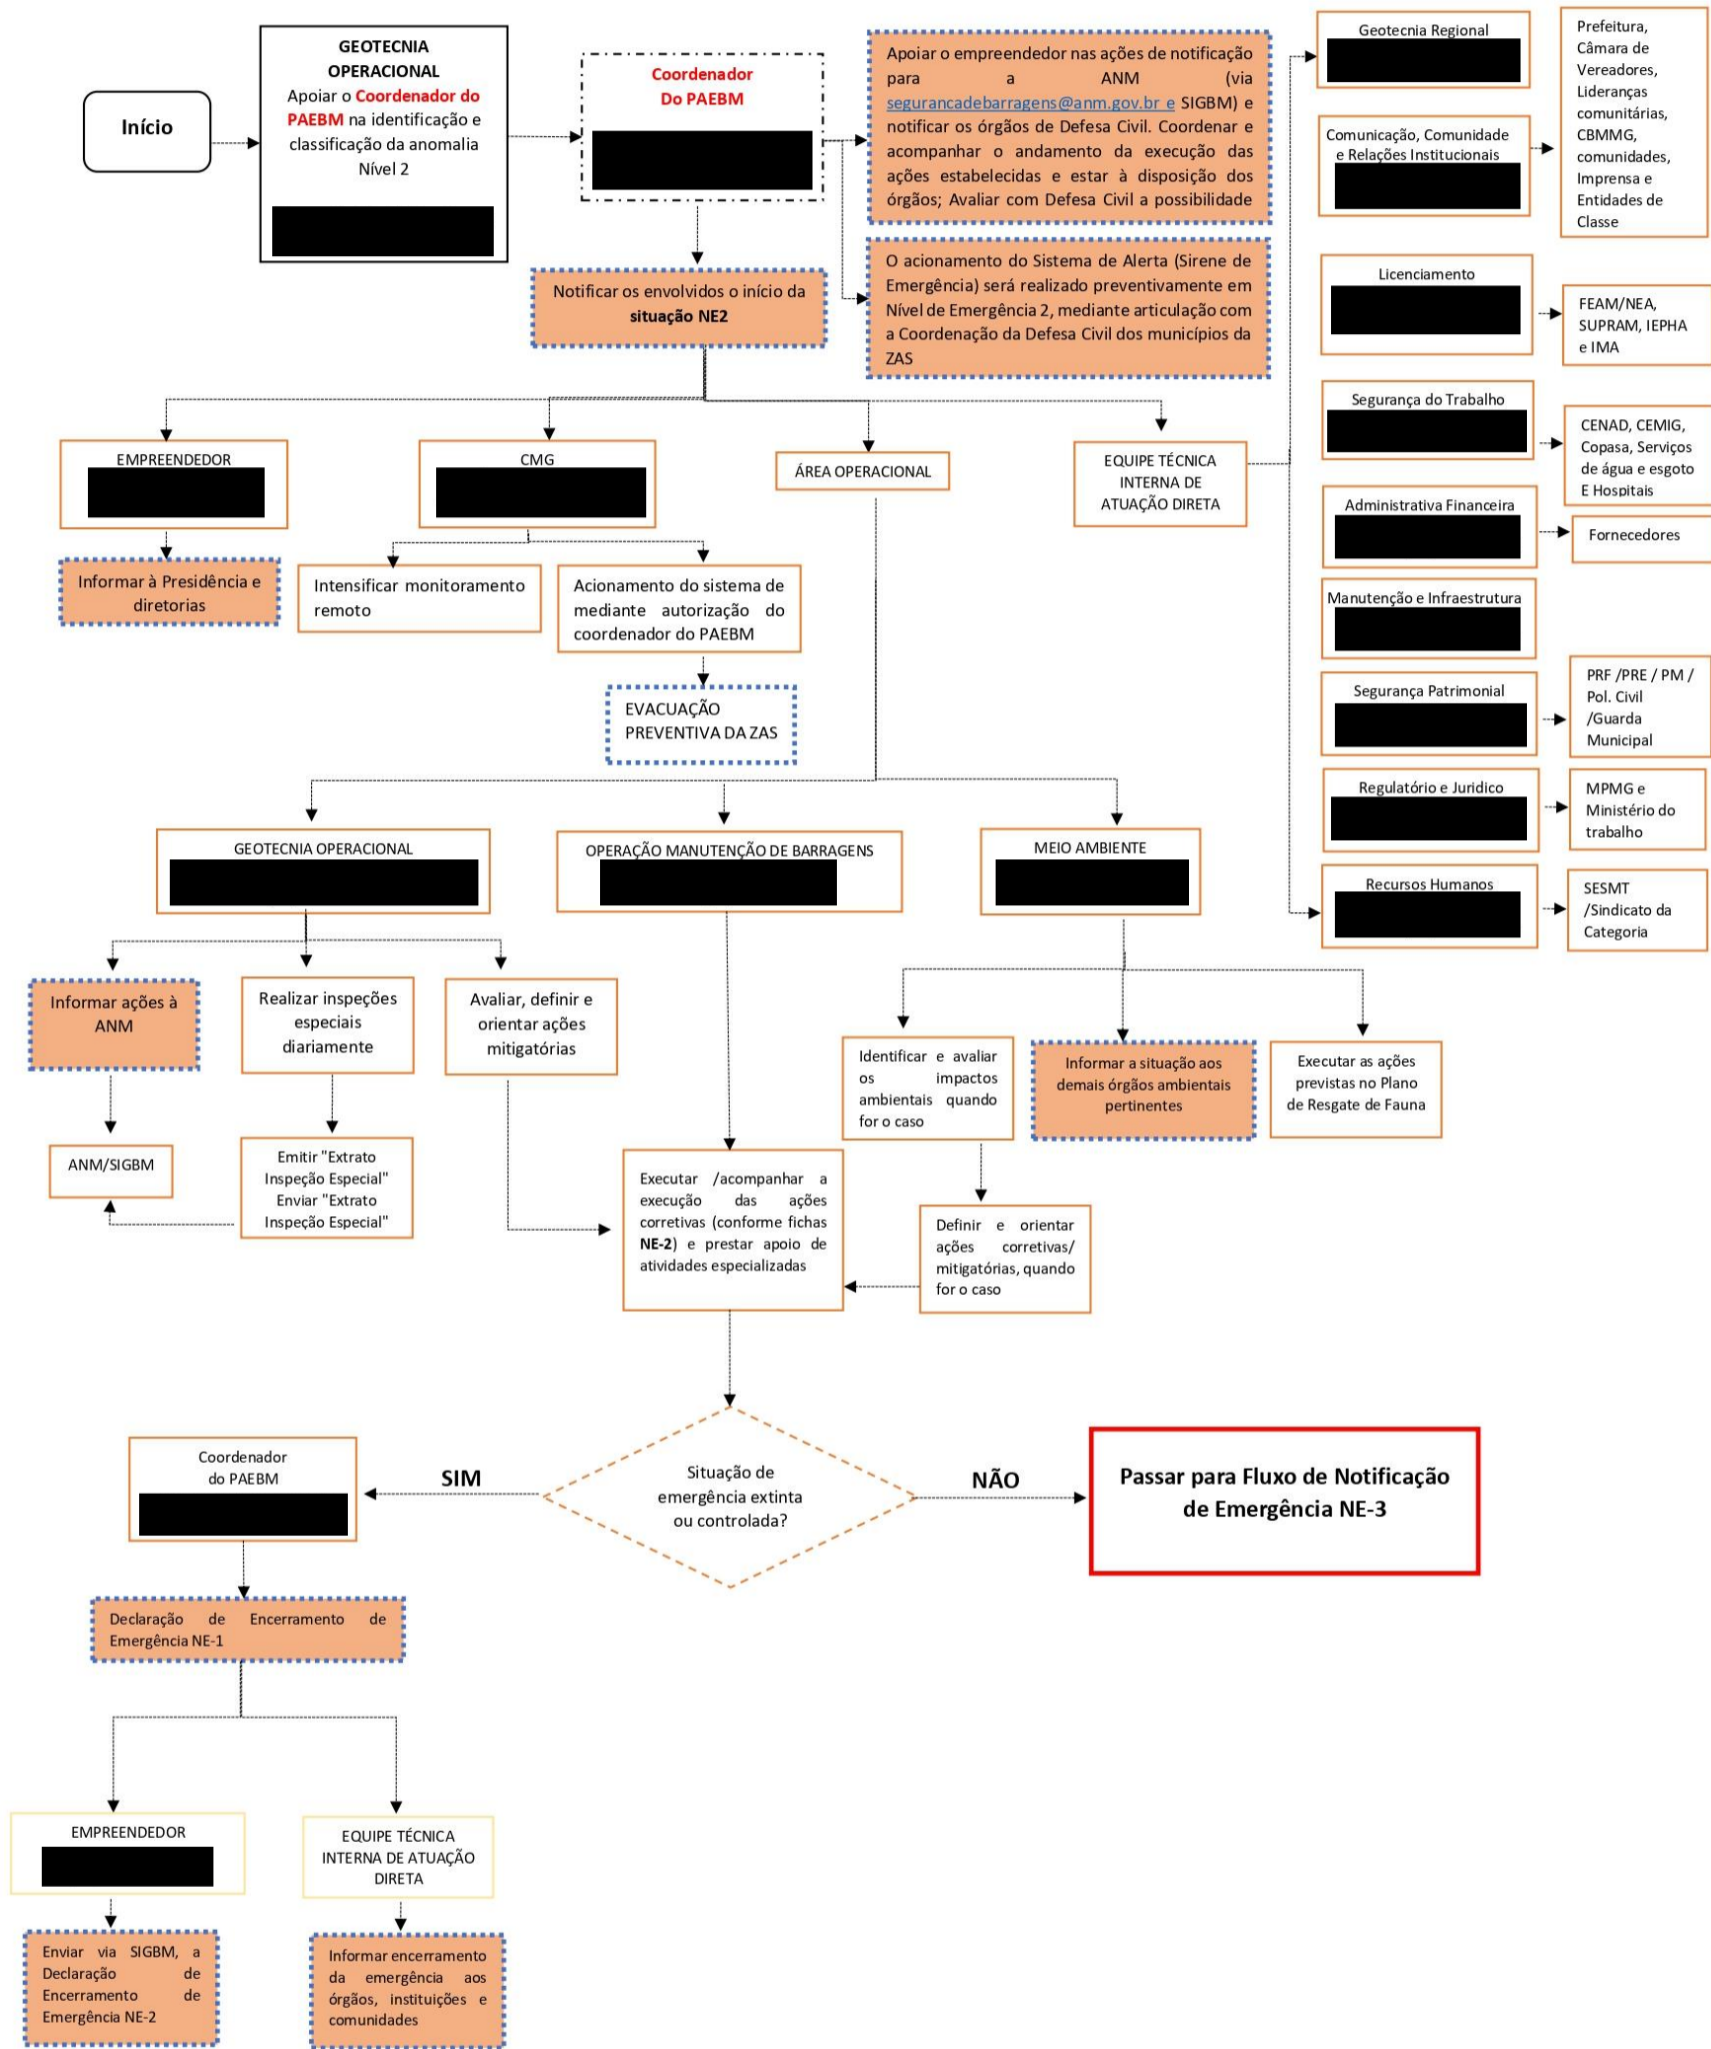 Início
GEOTECNIA
OPERACIONAL
Apoiar o Coordenador do
PAEBM na identificação e
classificação da anomalia
Nível 2
Coordenador
Do PAEBM
Apoiar o empreendedor nas ações de notificação
para a ANM (via
segurancadebarragens@anm.gov.br e SIGBM) e
notificar os órgãos de Defesa Civil. Coordenar e
acompanhar o andamento da execução das
ações estabelecidas e estar à disposição dos
órgãos; Avaliar com Defesa Civil a possibilidade
O acionamento do Sistema de Alerta (Sirene de
Emergência) será realizado preventivamente em
Nível de Emergência 2, mediante articulação com
a Coordenação da Defesa Civil dos municípios da
ZAS
Notificar os envolvidos o início da
situação NE2
Geotecnia Regional
Comunicação, Comunidade
e Relações Institucionais
Prefeitura,
Câmara de
Vereadores,
Lideranças
comunitárias,
CBMMG,
comunidades,
Imprensa e
Entidades de
Classe
Licenciamento
FEAM/NEA,
SUPRAM, IEPHA
e IMA
Segurança do Trabalho
CENAD, CEMIG,
Copasa, Serviços
de água e esgoto
E Hospitais
Administrativa Financeira
Fornecedores
Manutenção e Infraestrutura
Segurança Patrimonial
PRF /PRE / PM /
Pol. Civil
/Guarda
Municipal
Regulatório e Juridico
MPMG e
Ministério do
trabalho
Recursos Humanos
SESMT
/Sindicato da
Categoria
EMPREENDEDOR
CMG
ÁREA OPERACIONAL
EQUIPE TÉCNICA
INTERNA DE
ATUAÇÃO DIRETA
Informar à Presidência e
diretorias
Intensificar monitoramento
remoto
Acionamento do sistema de
mediante autorização do
coordenador do PAEBM
EVACUAÇÃO
PREVENTIVA DA ZAS
GEOTECNIA OPERACIONAL
OPERAÇÃO MANUTENÇÃO DE BARRAGENS
MEIO AMBIENTE
Informar ações à
ANM
Realizar inspeções
especiais
diariamente
Avaliar, definir e
orientar ações
mitigatórias
Identificar e avaliar
os impactos
ambientais quando
for o caso
Informar a situação aos
demais órgãos ambientais
pertinentes
Executar as ações
previstas no Plano
de Resgate de Fauna
ANM/SIGBM
Emitir "Extrato
Inspeção Especial"
Enviar "Extrato
Inspeção Especial"
Executar /acompanhar a
execução das ações
corretivas (conforme fichas
NE-2) e prestar apoio de
atividades especializadas
Definir e orientar
ações corretivas/
mitigatórias, quando
for o caso
Situação de
emergência extinta
ou controlada?
SIM
NÃO
Passar para Fluxo de Notificação
de Emergência NE-3
Coordenador
do PAEBM
Declaração de Encerramento de
Emergência NE-1
EMPREENDEDOR
EQUIPE TÉCNICA
INTERNA DE ATUAÇÃO
DIRETA
Enviar via SIGBM, a
Declaração de
Encerramento de
Emergência NE-2
Informar encerramento
da emergência aos
órgãos, instituições e
comunidades